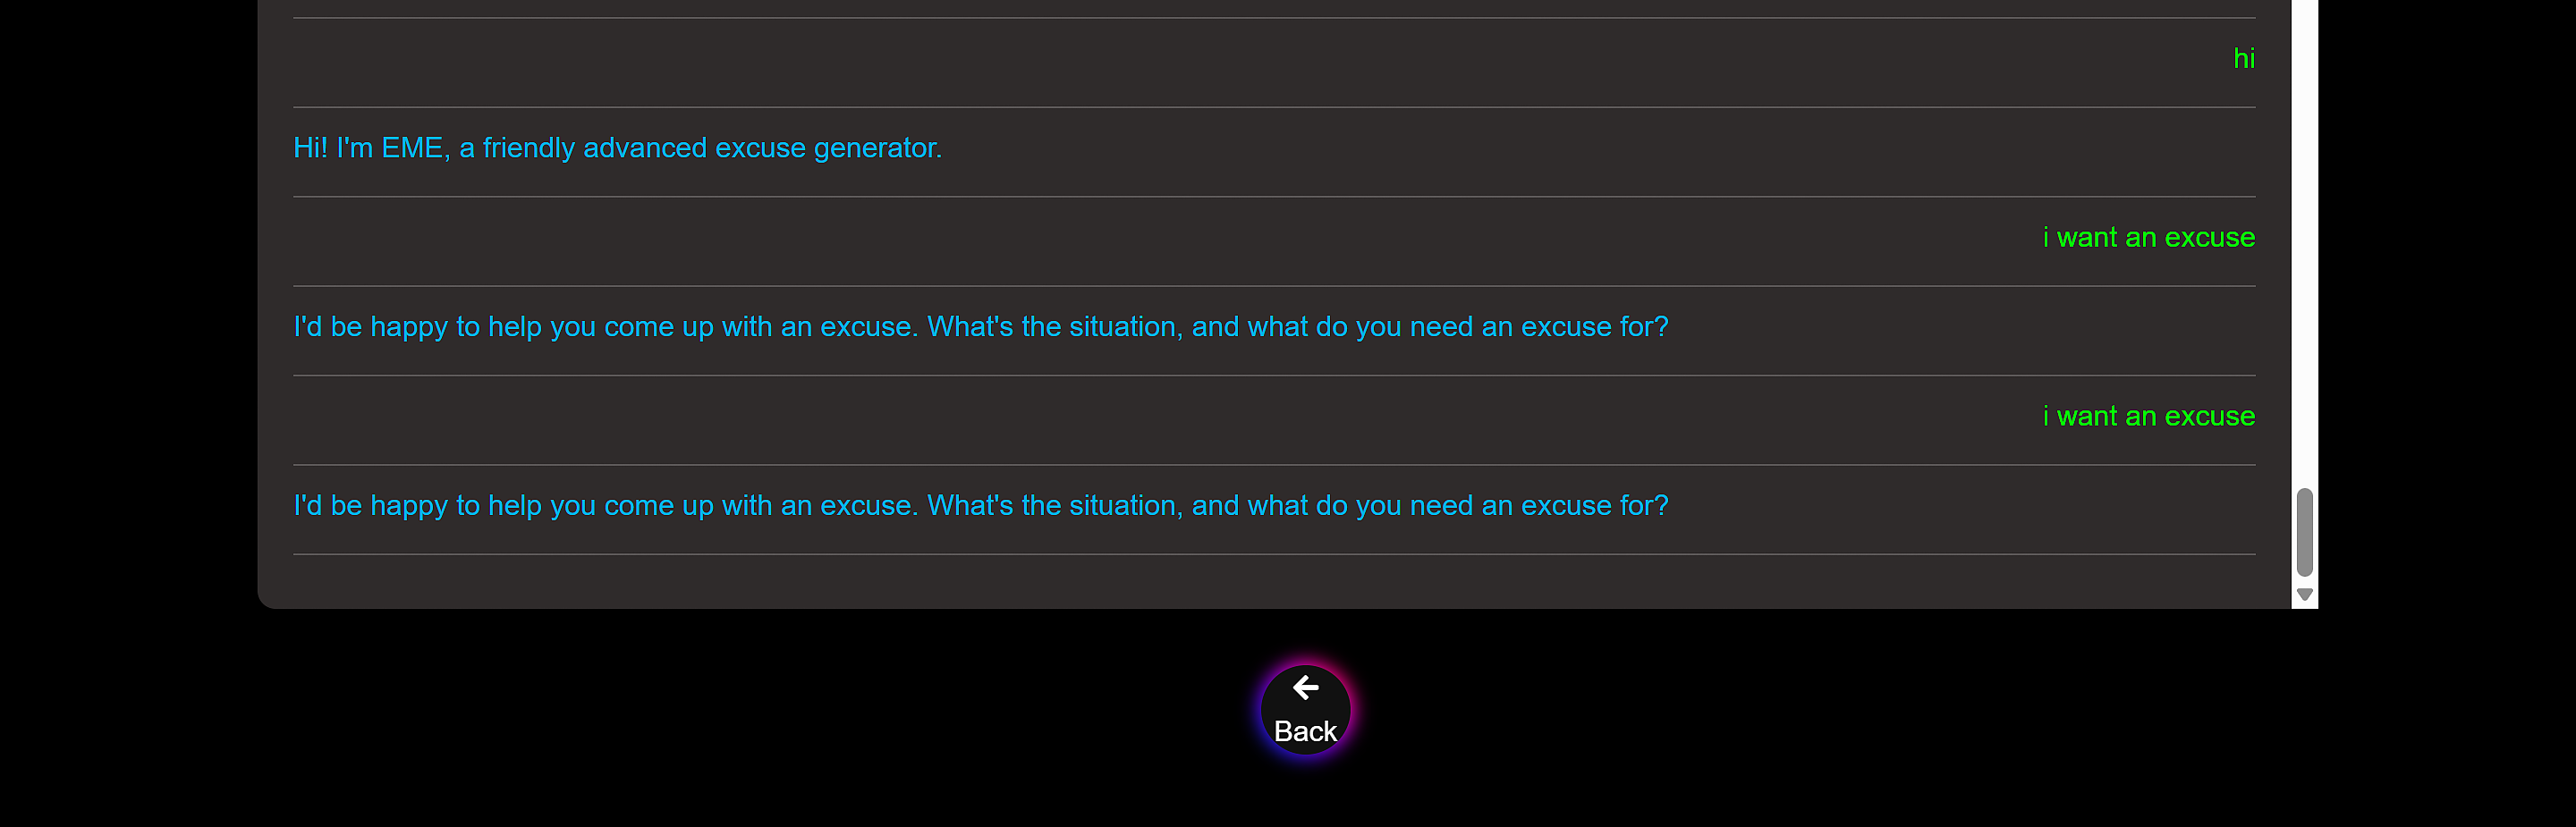 hi
Hi! I'm EME, a friendly advanced excuse generator.
i want an excuse
I'd be happy to help you come up with an excuse. What's the situation, and what do you need an excuse for?
i want an excuse
I'd be happy to help you come up with an excuse. What's the situation, and what do you need an excuse for?
Back